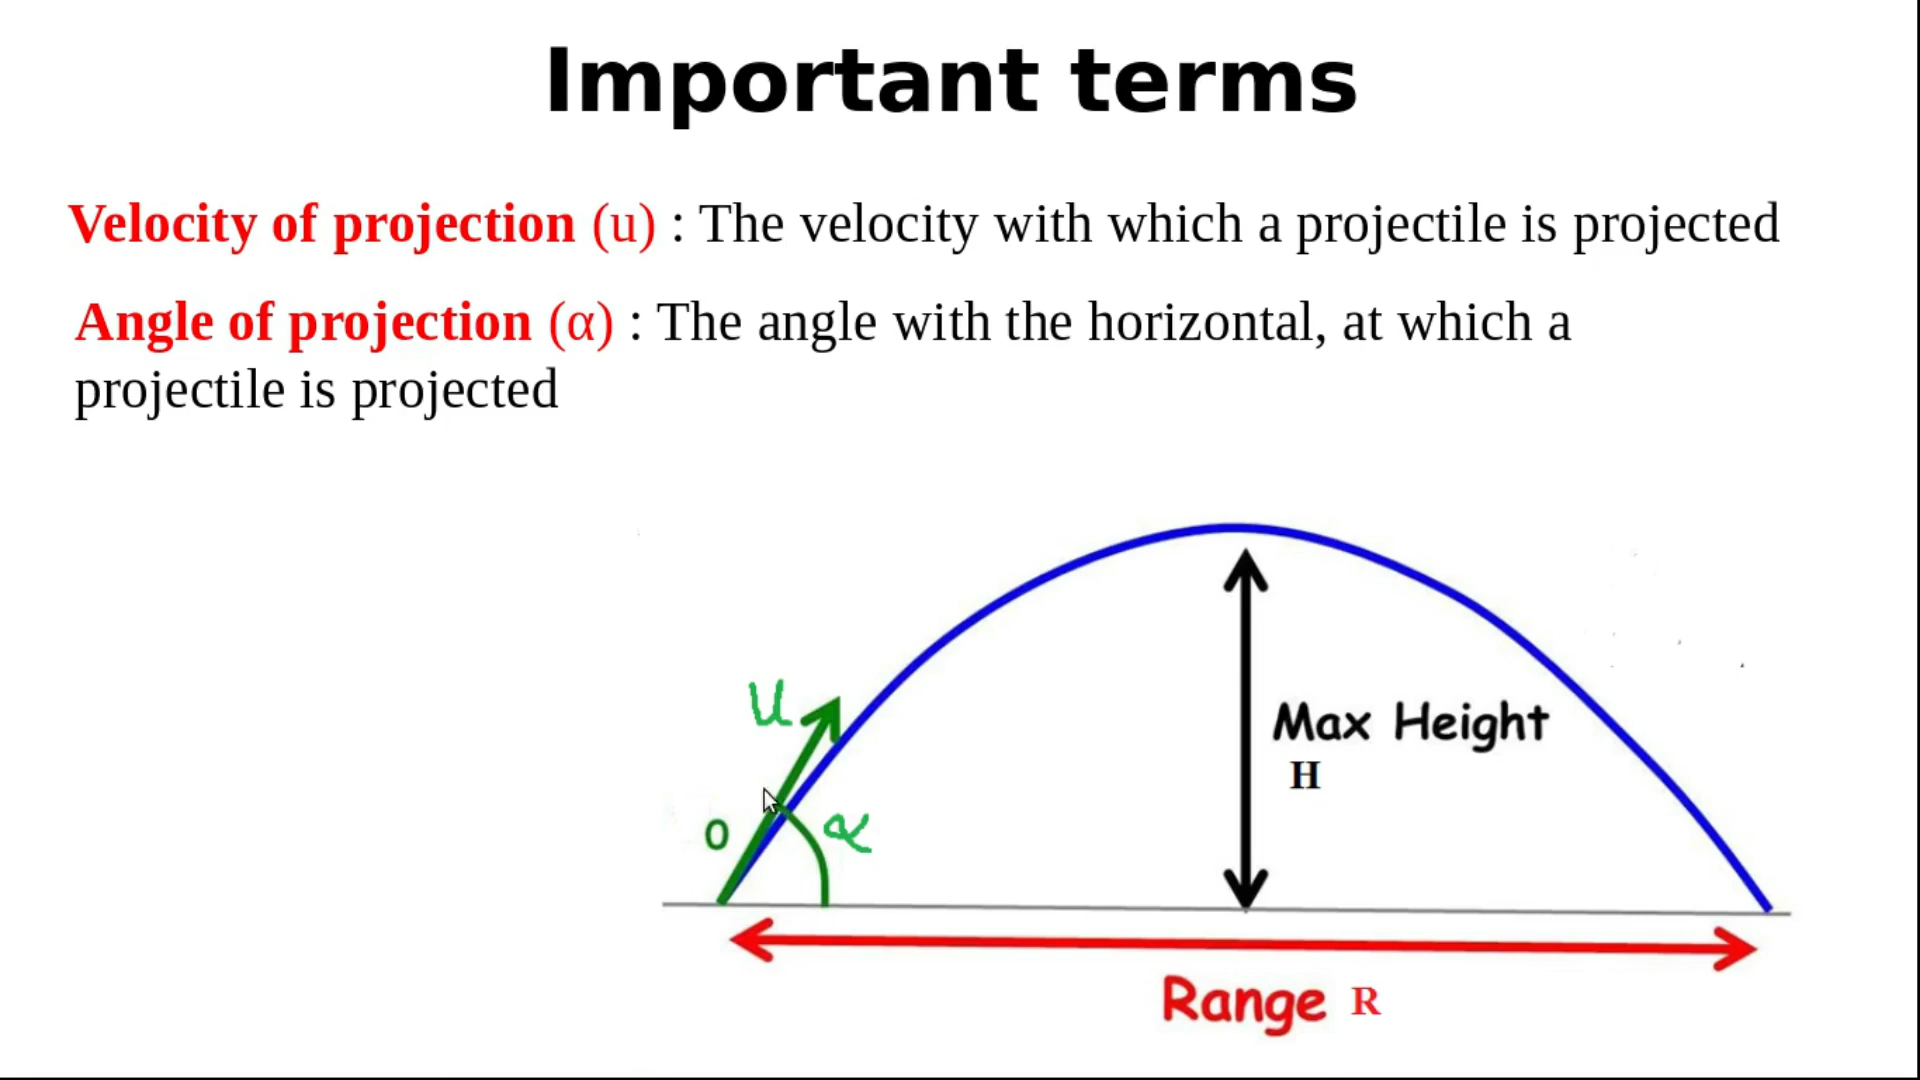 Important terms
Velocity of projection (u) : The velocity with which a projectile is projected
Angle of projection (α) : The angle with the horizontal, at which a
projectile is projected
U
Max Height
H
O
α
Range R